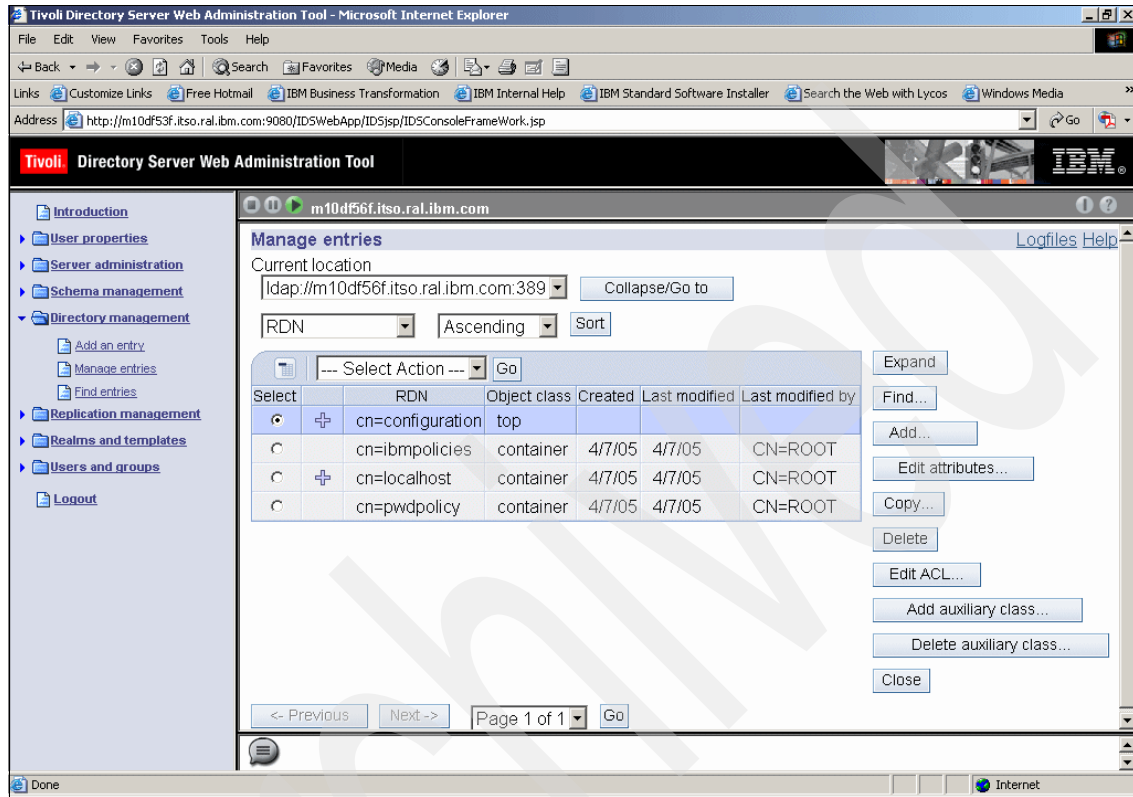 Tivoli Directory Server Web Administration Tool - Microsoft Internet Explorer
File Edit View Favorites Tools Help
Back Search Favorites Media
Links Customize Links Free Hotmail IBM Business Transformation IBM Internal Help IBM Standard Software Installer Search the Web with Lycos Windows Media »
Address http://m10df53f.itso.ral.ibm.com:9080/IDSWebApp/IDSjsp/IDSConsoleFrameWork.jsp Go
Tivoli. Directory Server Web Administration Tool IBM®
Introduction
User properties
Server administration
Schema management
Directory management
Add an entry
Manage entries
Find entries
Replication management
Realms and templates
Users and groups
Logout
m10df56f.itso.ral.ibm.com
Manage entries Logfiles Help
Current location
ldap://m10df56f.itso.ral.ibm.com:389 Collapse/Go to
RDN Ascending Sort
--- Select Action --- Go
Select RDN Object class Created Last modified Last modified by
cn=configuration top
cn=ibmpolicies container 4/7/05 4/7/05 CN=ROOT
cn=localhost container 4/7/05 4/7/05 CN=ROOT
cn=pwdpolicy container 4/7/05 4/7/05 CN=ROOT
Expand
Find...
Add...
Edit attributes...
Copy...
Delete
Edit ACL...
Add auxiliary class...
Delete auxiliary class...
Close
<- Previous Next -> Page 1 of 1 Go
Done Internet